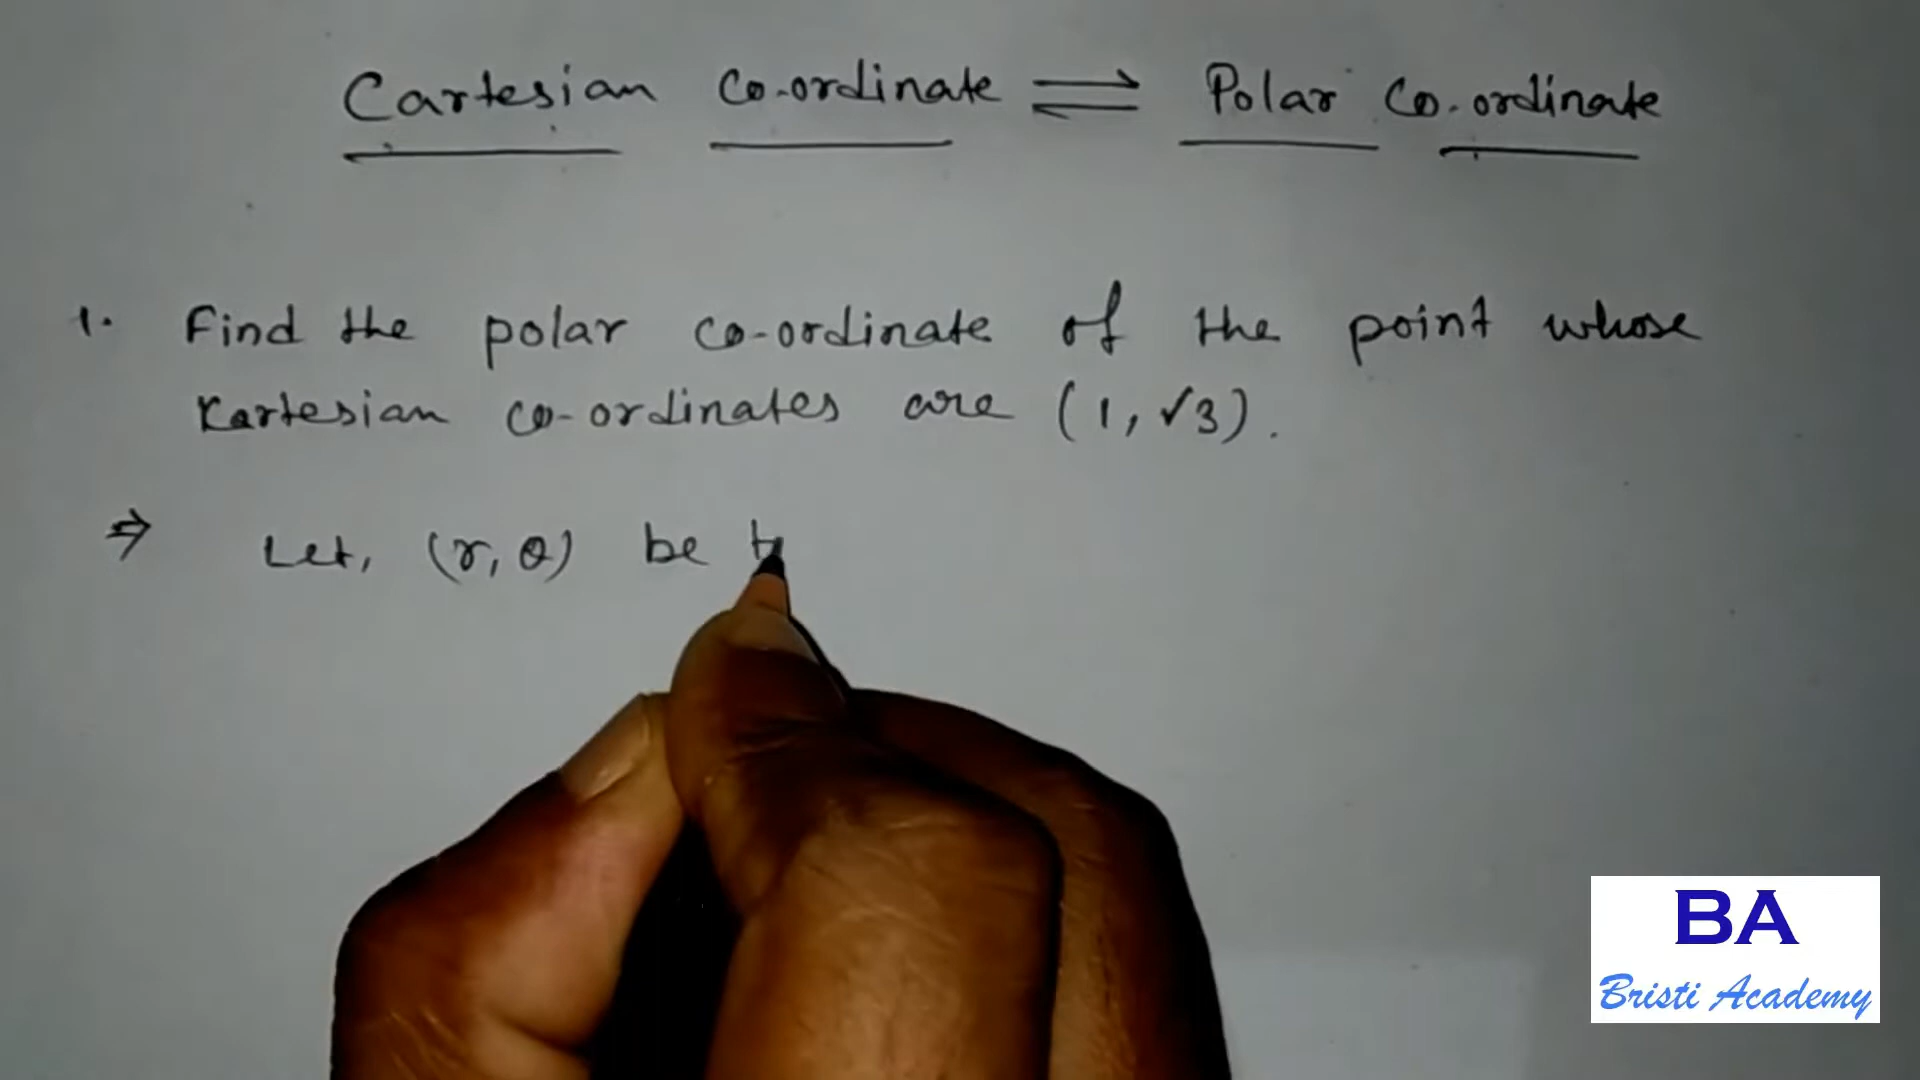 Cartesian co-ordinate ⇌ Polar co-ordinate
1. Find the polar co-ordinate of the point whose
Kartesian co-ordinates are (1, √3).
⇒ Let, (r, θ) be
BA
Bristi Academy